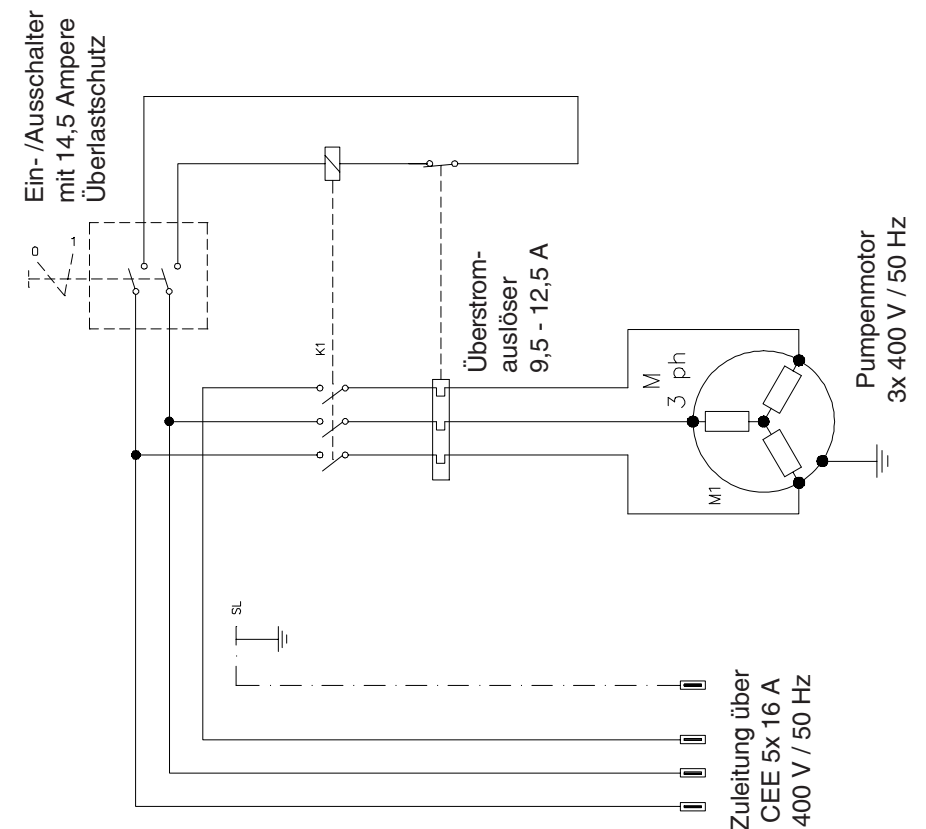 Ein- /Ausschalter
mit 14,5 Ampere
Überlastschutz
0
1
K1
Überstrom-
auslöser
9,5 - 12,5 A
M
3 ph
M1
Pumpenmotor
3x 400 V / 50 Hz
SL
Zuleitung über
CEE 5x 16 A
400 V / 50 Hz